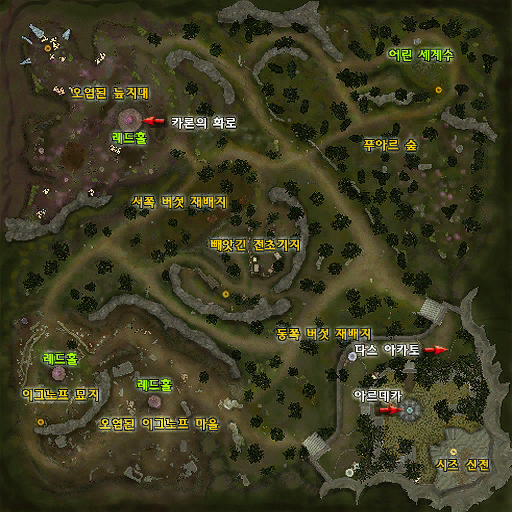 어린 세계수
오염된 늪지대
카론의 화로
레드홀
푸아르 숲
서쪽 버섯 재배지
빼앗긴 전초기지
동쪽 버섯 재배지
다스 아카토
레드홀
레드홀
이그노프 묘지
아르데카
오염된 이그노프 마을
시조 신전